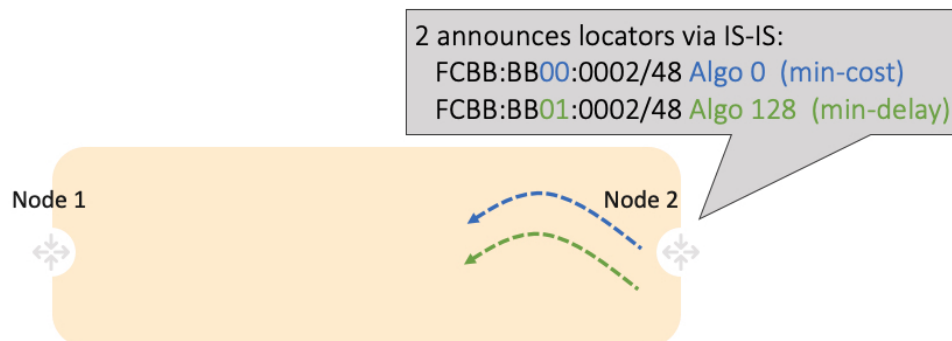 2 announces locators via IS-IS:
FCBB:BB00:0002/48 Algo 0 (min-cost)
FCBB:BB01:0002/48 Algo 128 (min-delay)
Node 1
Node 2